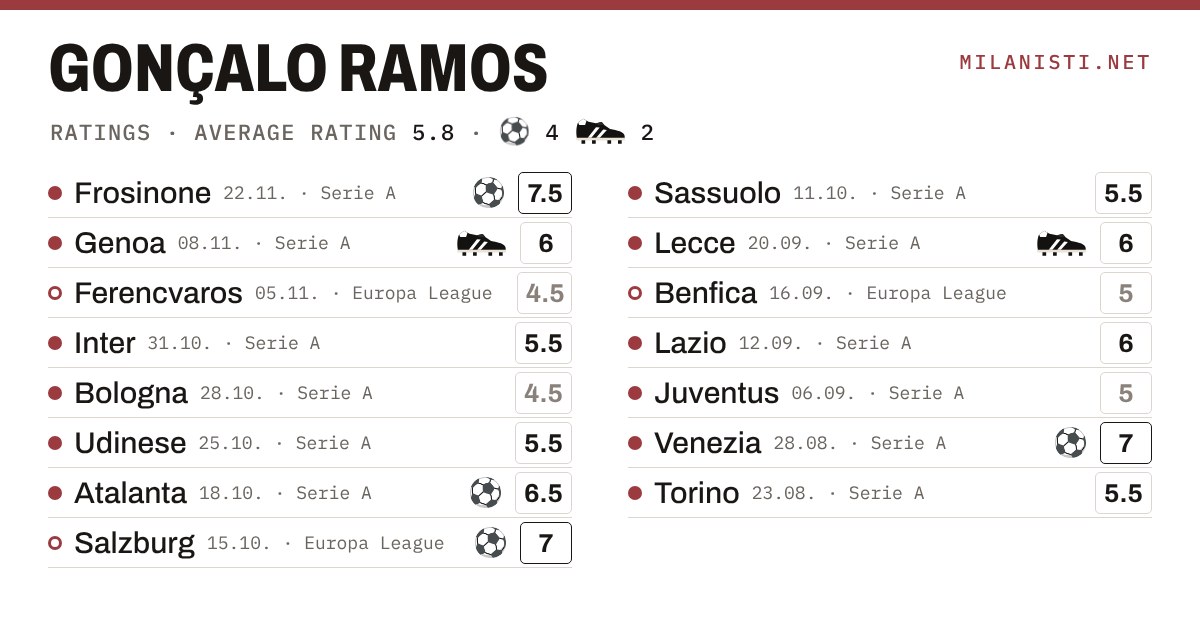 GONÇALO RAMOS
MILANISTI.NET
RATINGS · AVERAGE RATING 5.8 · 4 2
Frosinone 22.11. · Serie A 7.5
Genoa 08.11. · Serie A 6
Ferencvaros 05.11. · Europa League 4.5
Inter 31.10. · Serie A 5.5
Bologna 28.10. · Serie A 4.5
Udinese 25.10. · Serie A 5.5
Atalanta 18.10. · Serie A 6.5
Salzburg 15.10. · Europa League 7
Sassuolo 11.10. · Serie A 5.5
Lecce 20.09. · Serie A 6
Benfica 16.09. · Europa League 5
Lazio 12.09. · Serie A 6
Juventus 06.09. · Serie A 5
Venezia 28.08. · Serie A 7
Torino 23.08. · Serie A 5.5